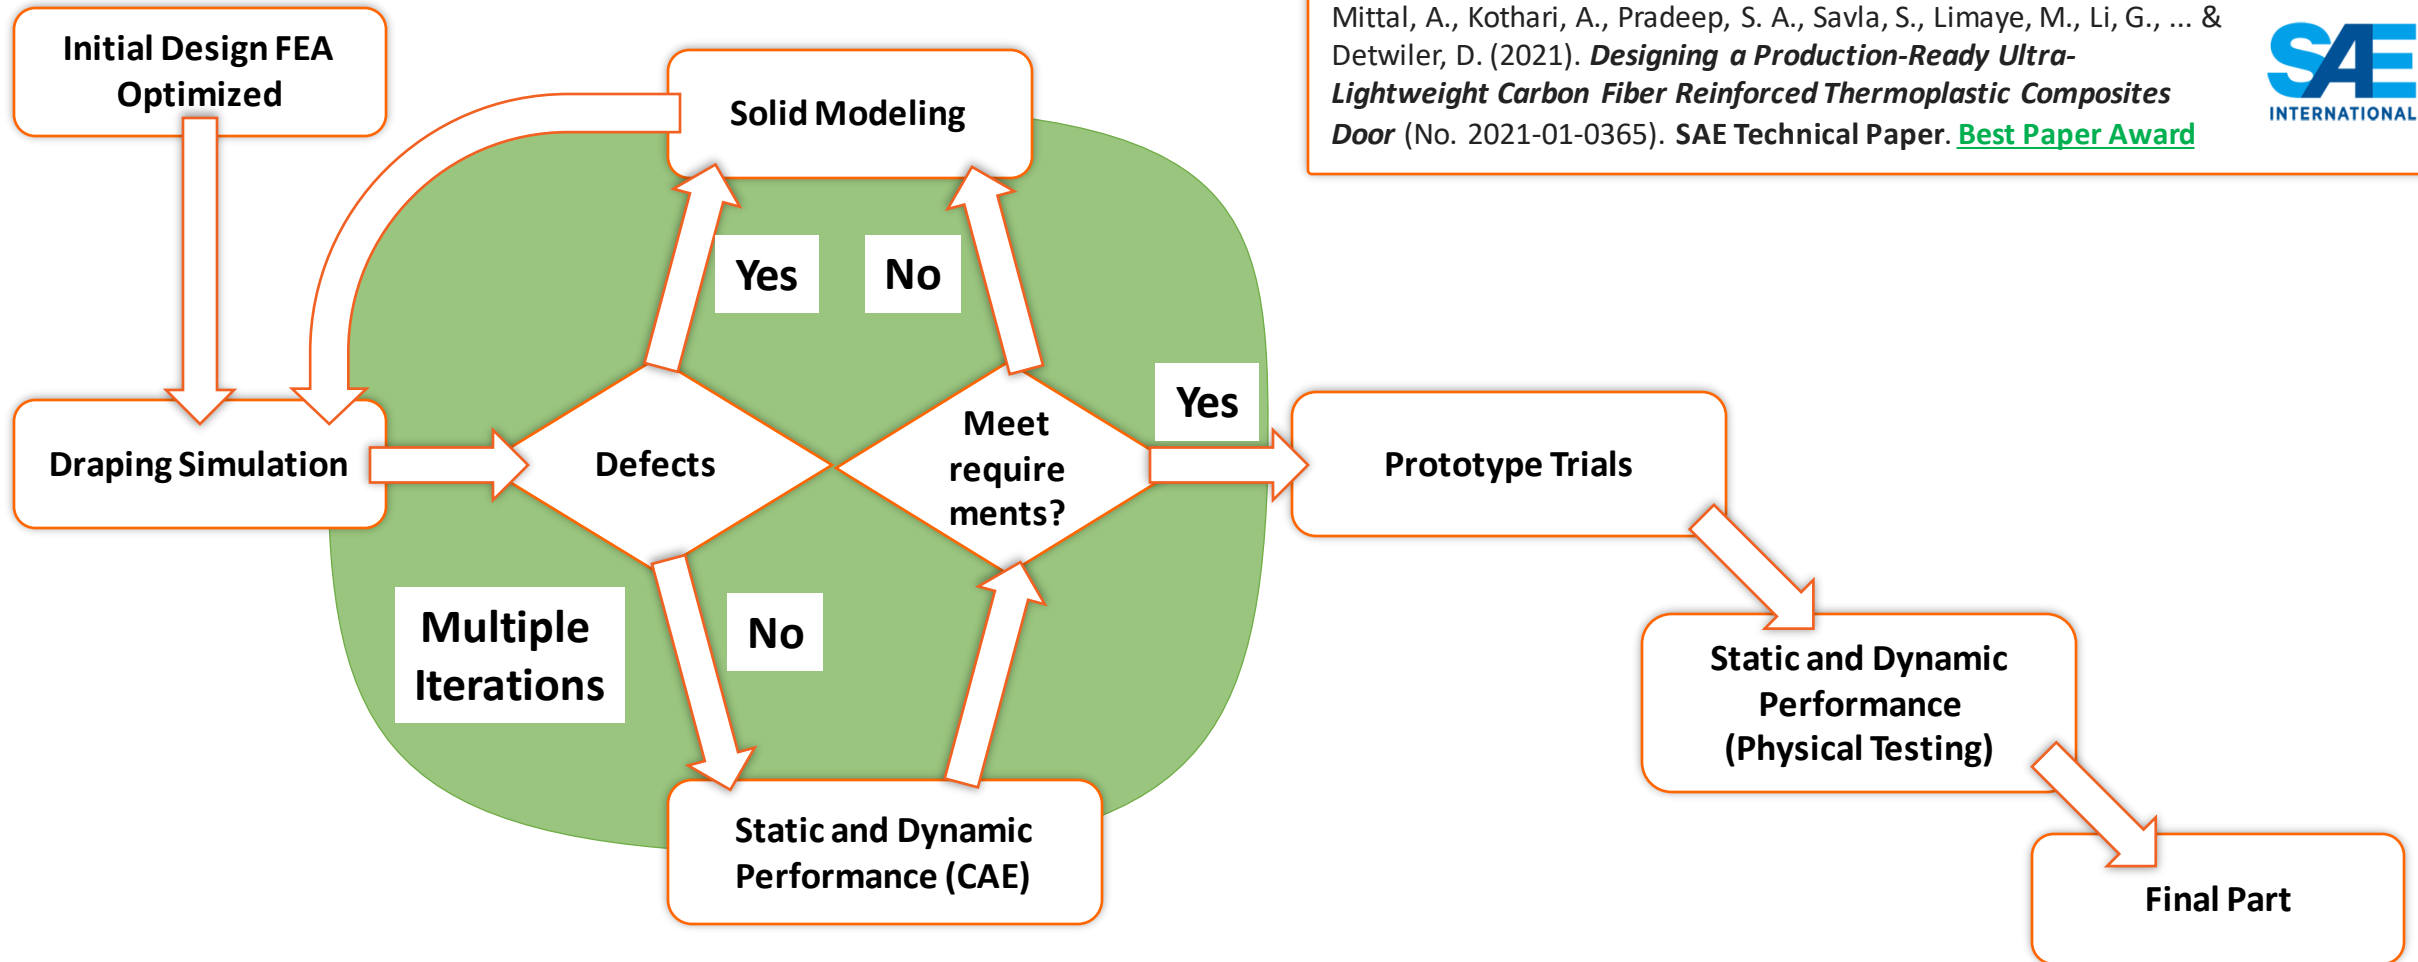 Initial Design FEA
Optimized
Mittal, A., Kothari, A., Pradeep, S. A., Savla, S., Limaye, M., Li, G., ... &
Detwiler, D. (2021). Designing a Production-Ready Ultra-
Lightweight Carbon Fiber Reinforced Thermoplastic Composites
Door (No. 2021-01-0365). SAE Technical Paper. Best Paper Award
SAE
INTERNATIONAL
Solid Modeling
Yes
No
Yes
Draping Simulation
Defects
Meet
require
ments?
Prototype Trials
Multiple
Iterations
No
Static and Dynamic
Performance
(Physical Testing)
Static and Dynamic
Performance (CAE)
Final Part